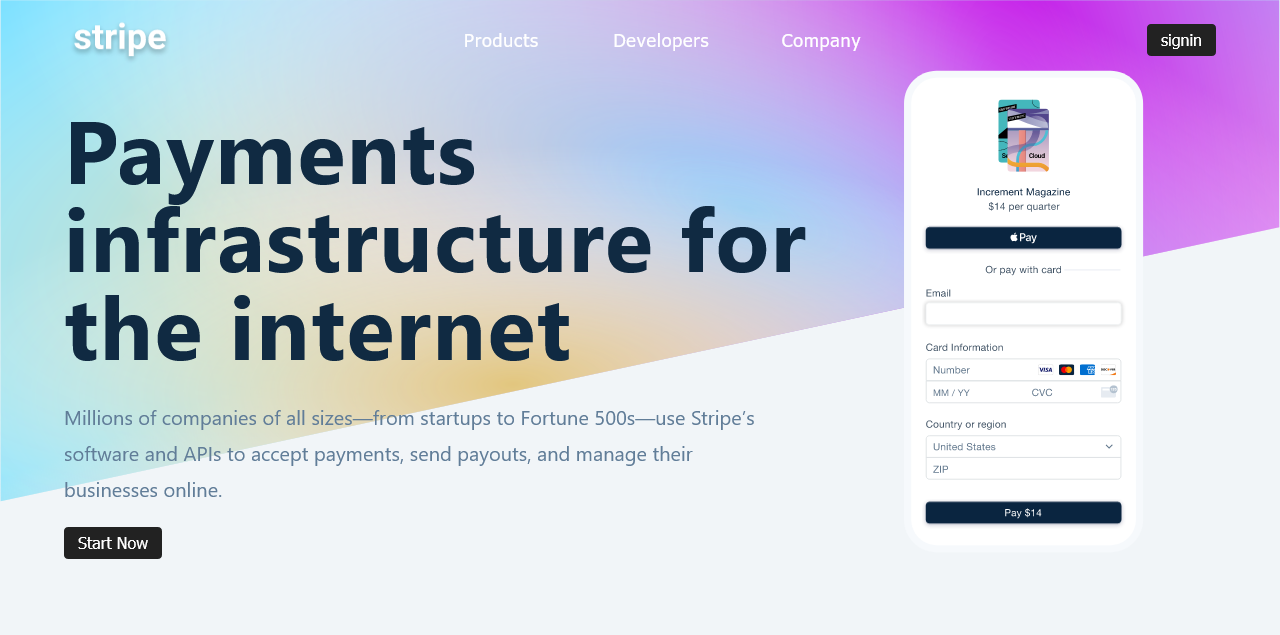 stripe
Products
Developers
Company
signin
Payments
infrastructure for
the internet
Millions of companies of all sizes—from startups to Fortune 500s—use Stripe’s
software and APIs to accept payments, send payouts, and manage their
businesses online.
Start Now
Cloud
Increment Magazine
$14 per quarter
Pay
Or pay with card
Email
Card Information
Number VISA
MM / YY CVC
Country or region
United States
ZIP
Pay $14